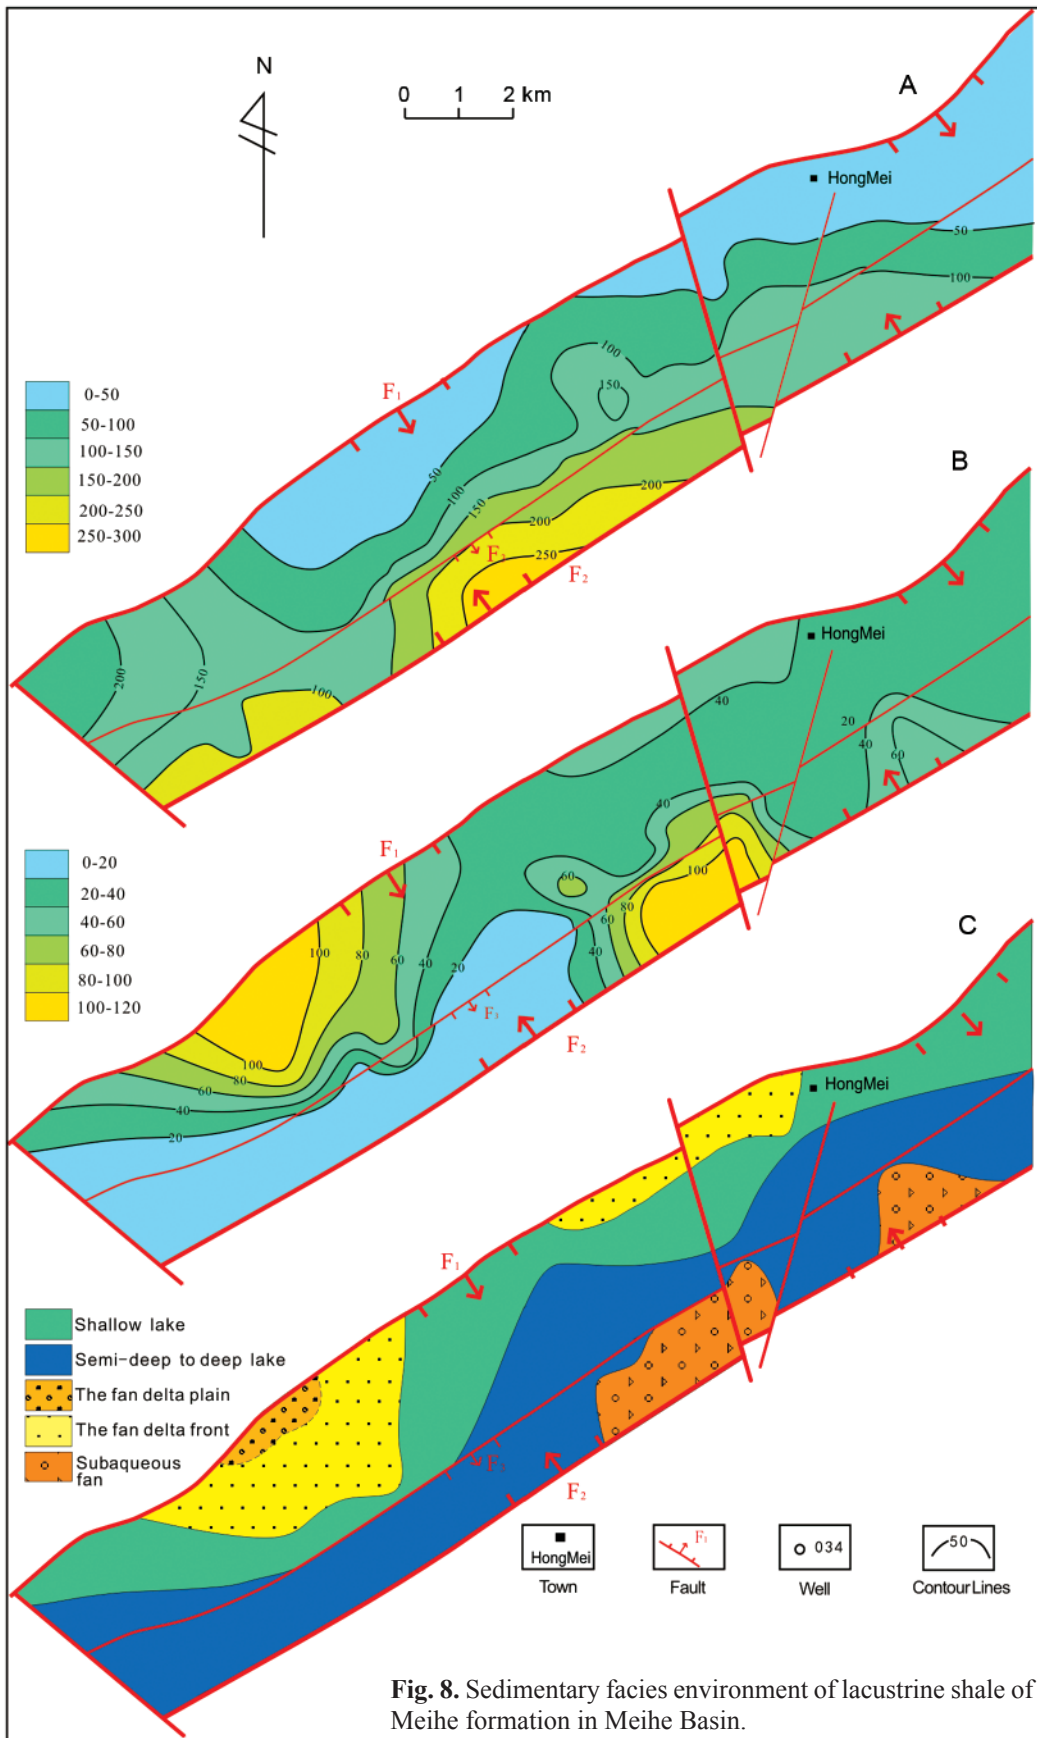 N
0 1 2 km
A
HongMei
50
100
100
150
F1
50
100
150
200
200
250
F3
F2
200
150
100
0-50
50-100
100-150
150-200
200-250
250-300
B
HongMei
40
20
40
60
40
100
60
80
60
40
F1
100
80
60
40
20
F3
F2
100
80
60
40
20
0-20
20-40
40-60
60-80
80-100
100-120
C
HongMei
F1
F3
F2
Shallow lake
Semi-deep to deep lake
The fan delta plain
The fan delta front
Subaqueous
fan
HongMei
F1
034
50
Town
Fault
Well
Contour Lines
Fig. 8. Sedimentary facies environment of lacustrine shale of
Meihe formation in Meihe Basin.